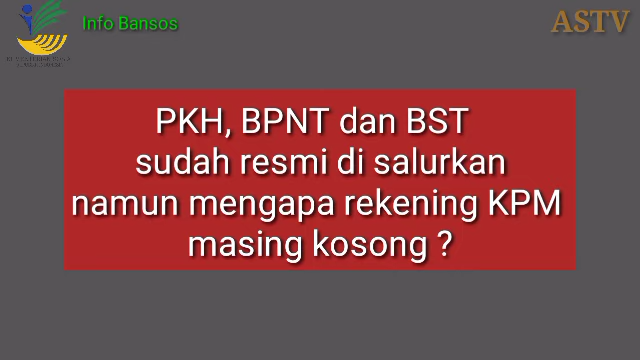 Info Bansos
ASTV
PKH, BPNT dan BST
sudah resmi di salurkan
namun mengapa rekening KPM
masing kosong ?